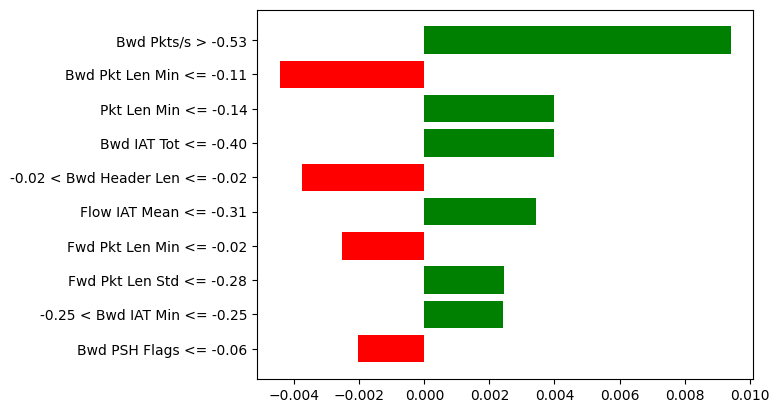 Bwd Pkts/s > -0.53
Bwd Pkt Len Min <= -0.11
Pkt Len Min <= -0.14
Bwd IAT Tot <= -0.40
-0.02 < Bwd Header Len <= -0.02
Flow IAT Mean <= -0.31
Fwd Pkt Len Min <= -0.02
Fwd Pkt Len Std <= -0.28
-0.25 < Bwd IAT Min <= -0.25
Bwd PSH Flags <= -0.06
−0.004 −0.002 0.000 0.002 0.004 0.006 0.008 0.010